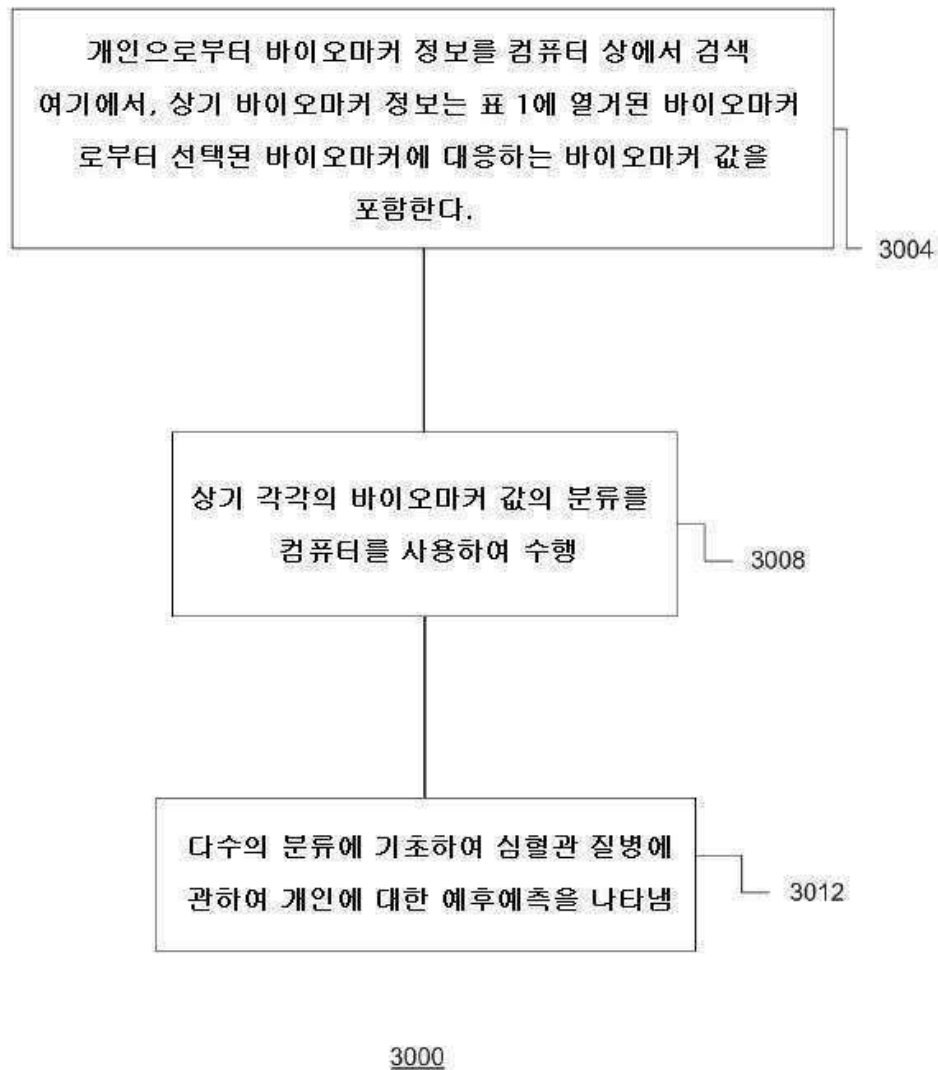 개인으로부터 바이오마커 정보를 컴퓨터 상에서 검색
여기에서, 상기 바이오마커 정보는 표 1에 열거된 바이오마커
로부터 선택된 바이오마커에 대응하는 바이오마커 값을
포함한다.
3004
상기 각각의 바이오마커 값의 분류를
컴퓨터를 사용하여 수행
3008
다수의 분류에 기초하여 심혈관 질병에
관하여 개인에 대한 예후예측을 나타냄
3012
3000